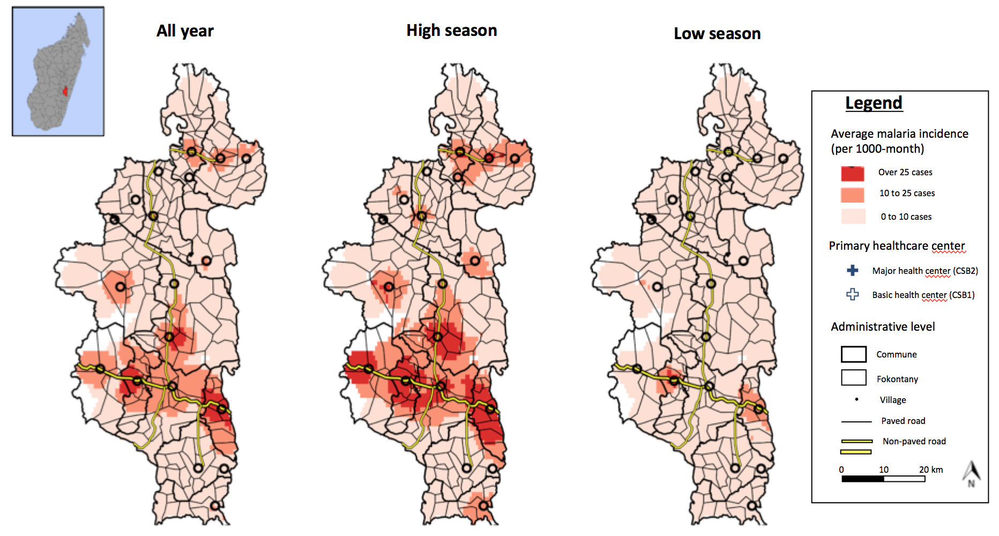 All year
High season
Low season
Legend
Average malaria incidence
(per 1000-month)
Over 25 cases
10 to 25 cases
0 to 10 cases
Primary healthcare center
Major health center (CSB2)
Basic health center (CSB1)
Administrative level
Commune
Fokontany
Village
Paved road
Non-paved road
0 10 20 km
N